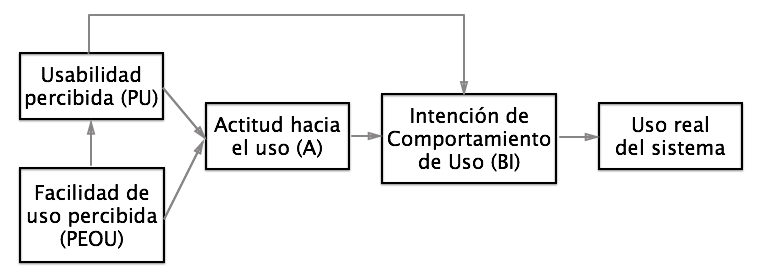 Usabilidad
percibida (PU)
Facilidad de
uso percibida
(PEOU)
Actitud hacia
el uso (A)
Intención de
Comportamiento
de Uso (BI)
Uso real
del sistema